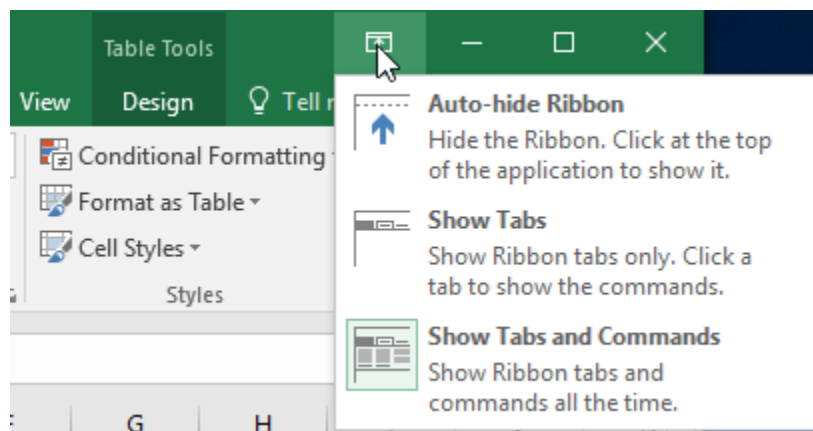 Table Tools
View Design Tell
Auto-hide Ribbon
Hide the Ribbon. Click at the top
of the application to show it.
Conditional Formatting
Format as Table
Cell Styles
Styles
Show Tabs
Show Ribbon tabs only. Click a
tab to show the commands.
Show Tabs and Commands
Show Ribbon tabs and
commands all the time.
G H